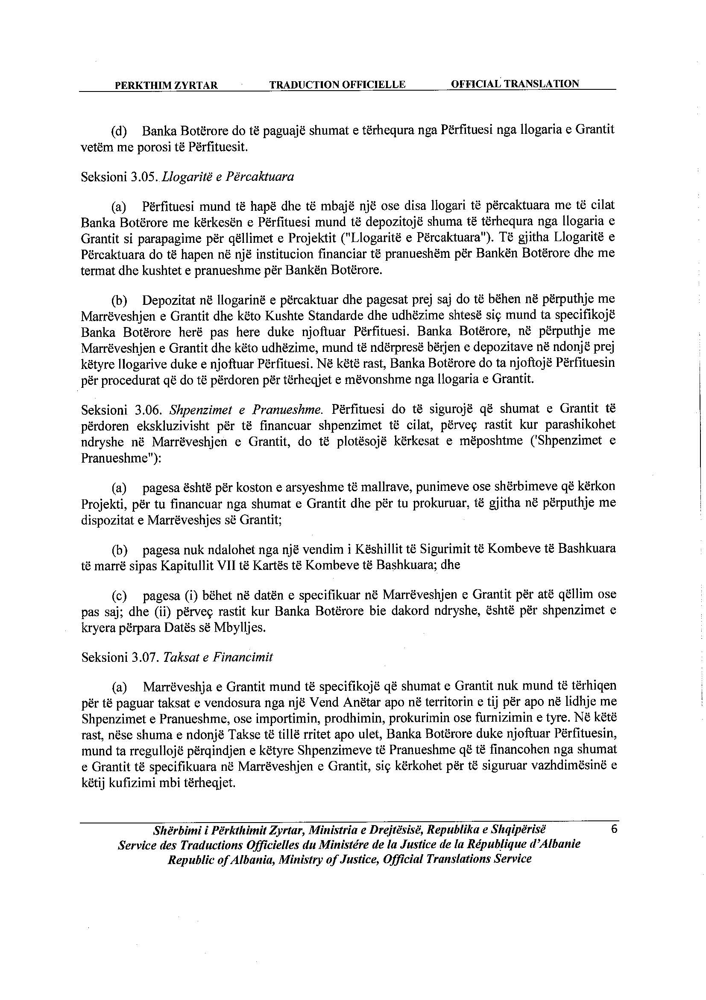 PERKTHIM ZYRTAR TRADUCTION OFFICIELLE OFFICIAL TRANSLATION
(d) Banka Botërore do të paguajë shumat e tërhequra nga Përfituesi nga llogaria e Grantit
vetëm me porosi të Përfituesit.
Seksioni 3.05. Llogaritë e Përcaktuara
(a) Përfituesi mund të hapë dhe të mbajë një ose disa llogari të përcaktuara me të cilat
Banka Botërore me kërkesën e Përfituesi mund të depozitojë shuma të tërhequra nga llogaria e
Grantit si parapagime për qëllimet e Projektit ("Llogaritë e Përcaktuara"). Të gjitha Llogaritë e
Përcaktuara do të hapen në një institucion financiar të pranueshëm për Bankën Botërore dhe me
termat dhe kushtet e pranueshme për Bankën Botërore.
(b) Depozitat në llogarinë e përcaktuar dhe pagesat prej saj do të bëhen në përputhje me
Marrëveshjen e Grantit dhe këto Kushte Standarde dhe udhëzime shtesë siç mund ta specifikojë
Banka Botërore herë pas here duke njoftuar Përfituesi. Banka Botërore, në përputhje me
Marrëveshjen e Grantit dhe këto udhëzime, mund të ndërpresë bërjen e depozitave në ndonjë prej
këtyre llogarive duke e njoftuar Përfituesi. Në këtë rast, Banka Botërore do ta njoftojë Përfituesin
për procedurat që do të përdoren për tërheqjet e mëvonshme nga llogaria e Grantit.
Seksioni 3.06. Shpenzimet e Pranueshme. Përfituesi do të sigurojë që shumat e Grantit të
përdoren ekskluzivisht për të financuar shpenzimet të cilat, përveç rastit kur parashikohet
ndryshe në Marrëveshjen e Grantit, do të plotësojë kërkesat e mëposhtme ('Shpenzimet e
Pranueshme"):
(a) pagesa është për koston e arsyeshme të mallrave, punimeve ose shërbimeve që kërkon
Projekti, për tu financuar nga shumat e Grantit dhe për tu prokuruar, të gjitha në përputhje me
dispozitat e Marrëveshjes së Grantit;
(b) pagesa nuk ndalohet nga një vendim i Këshillit të Sigurimit të Kombeve të Bashkuara
të marrë sipas Kapitullit VII të Kartës të Kombeve të Bashkuara; dhe
(c) pagesa (i) bëhet në datën e specifikuar në Marrëveshjen e Grantit për atë qëllim ose
pas saj; dhe (ii) përveç rastit kur Banka Botërore bie dakord ndryshe, është për shpenzimet e
kryera përpara Datës së Mbylljes.
Seksioni 3.07. Taksat e Financimit
(a) Marrëveshja e Grantit mund të specifikojë që shumat e Grantit nuk mund të tërhiqen
për të paguar taksat e vendosura nga një Vend Anëtar apo në territorin e tij për apo në lidhje me
Shpenzimet e Pranueshme, ose importimin, prodhimin, prokurimin ose furnizimin e tyre. Në këtë
rast, nëse shuma e ndonjë Takse të tillë rritet apo ulet, Banka Botërore duke njoftuar Përfituesin,
mund ta rregullojë përqindjen e këtyre Shpenzimeve të Pranueshme që të financohen nga shumat
e Grantit të specifikuara në Marrëveshjen e Grantit, siç kërkohet për të siguruar vazhdimësinë e
këtij kufizimi mbi tërheqjet.
Shërbimi i Përkthimit Zyrtar, Ministria e Drejtësisë, Republika e Shqipërisë 6
Service des Traductions Officielles du Ministére de la Justice de la République d'Albanie
Republic of Albania, Ministry of Justice, Official Translations Service